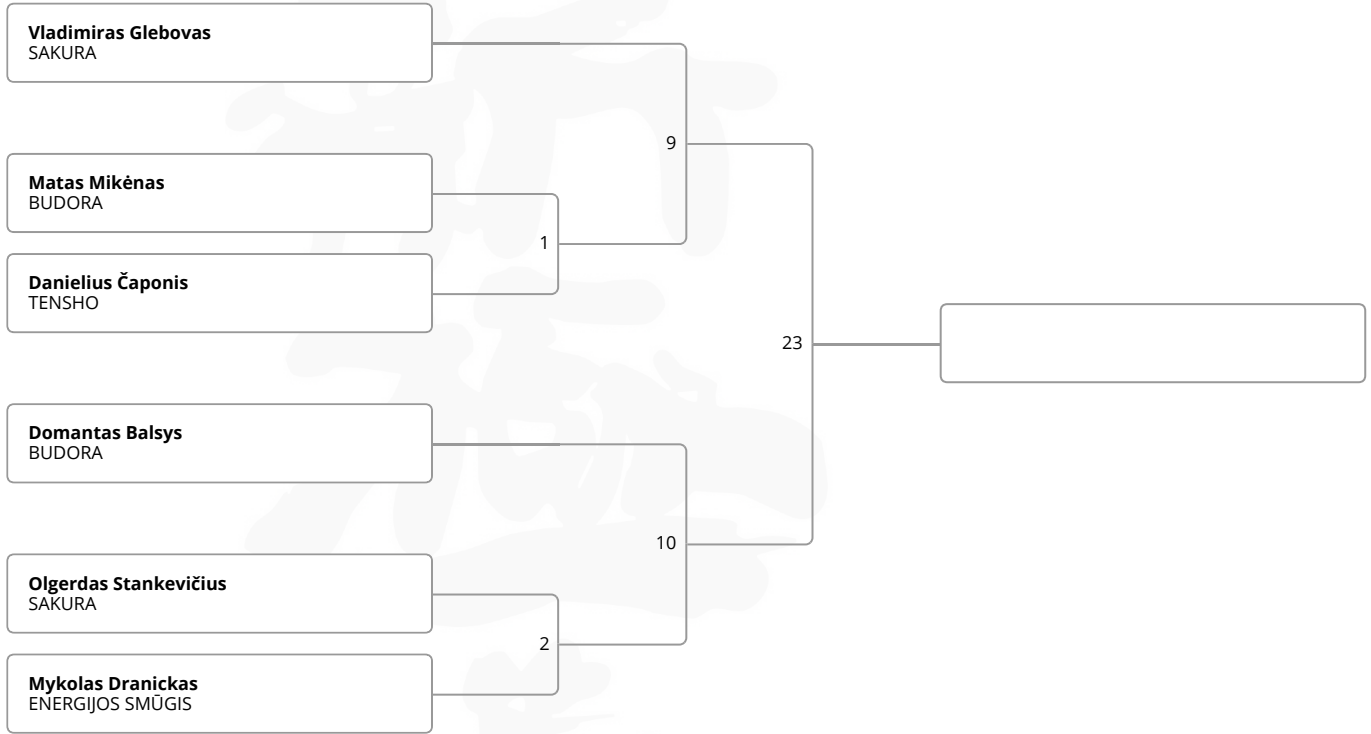 Vladimiras Glebovas
SAKURA
9
Matas Mikėnas
BUDORA
1
Danielius Čaponis
TENSHO
23
Domantas Balsys
BUDORA
10
Olgerdas Stankevičius
SAKURA
2
Mykolas Dranickas
ENERGIJOS SMŪGIS